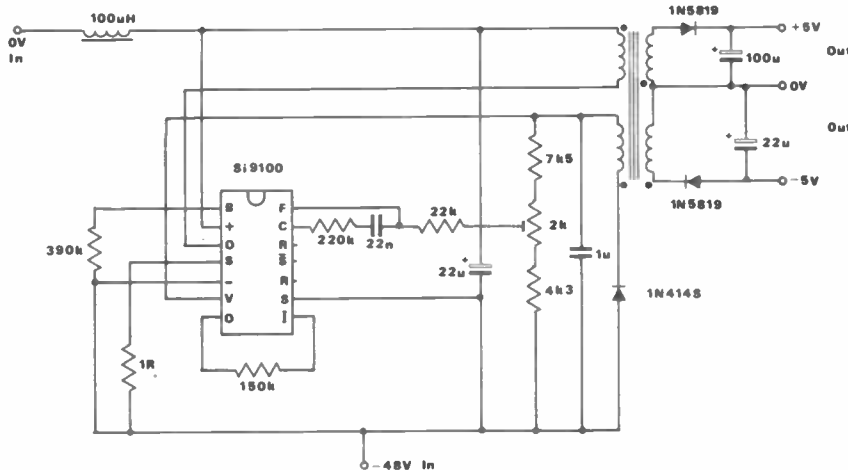 100uH
1N5819
0V
In
+5V
100u
Out
0V
Out
22u
-5V
1N5819
7k5
Si9100
B
F
+
C
220k
22n
22k
2k
O
R
390k
S
S
-
R
22u
1u
V
S
4k3
1N4148
O
I
1R
150k
-48V In